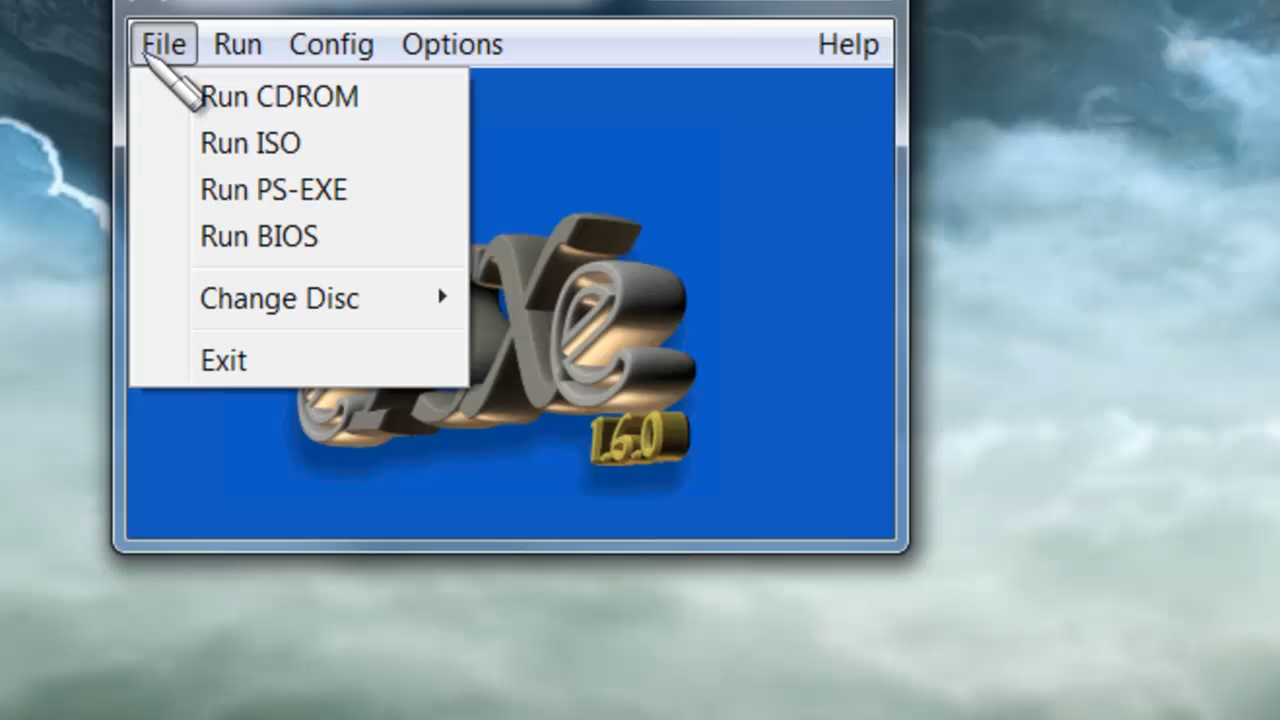 File Run Config Options Help
Run CDROM
Run ISO
Run PS-EXE
Run BIOS
Change Disc
Exit
1.6.0